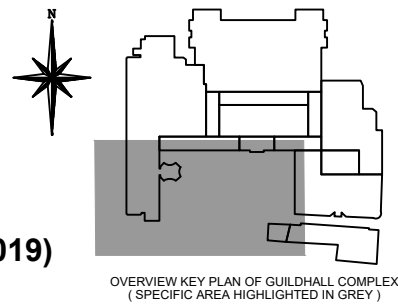 N
019)
OVERVIEW KEY PLAN OF GUILDHALL COMPLEX
( SPECIFIC AREA HIGHLIGHTED IN GREY )